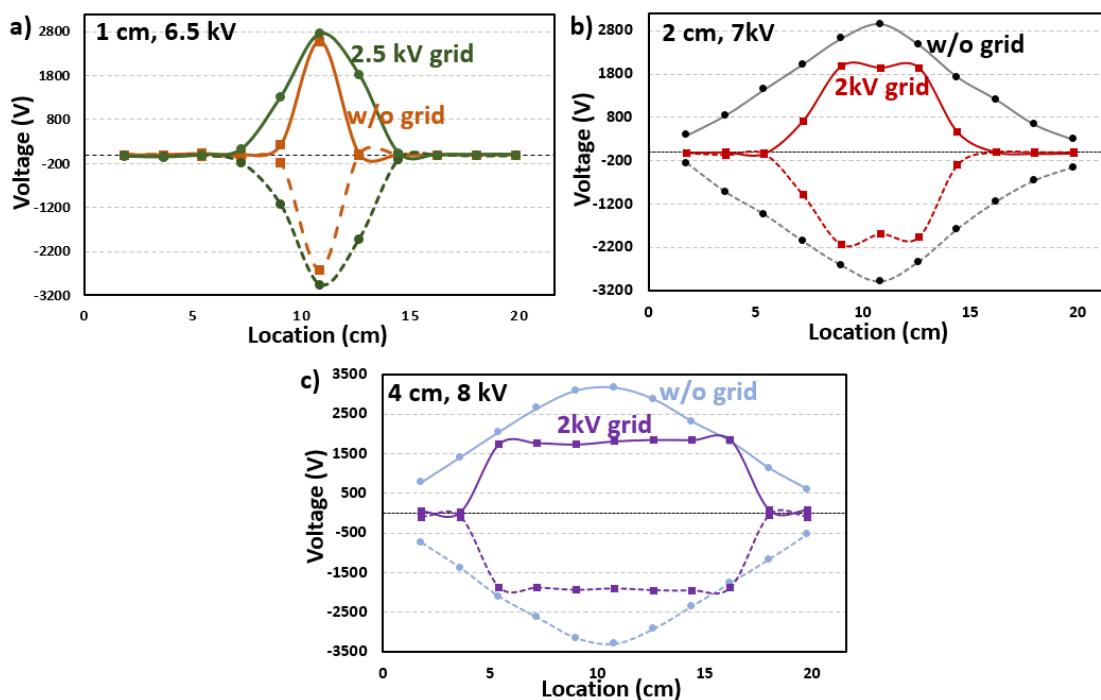 a)
1 cm, 6.5 kV
2.5 kV grid
w/o grid
Voltage (V)
2800
1800
800
-200
-1200
-2200
-3200
0
5
10
15
20
Location (cm)
b)
2 cm, 7kV
w/o grid
2kV grid
Voltage (V)
2800
1800
800
-200
-1200
-2200
-3200
0
5
10
15
20
Location (cm)
c)
4 cm, 8 kV
w/o grid
2kV grid
Voltage (V)
3500
2500
1500
500
-500
-1500
-2500
-3500
0
5
10
15
20
Location (cm)